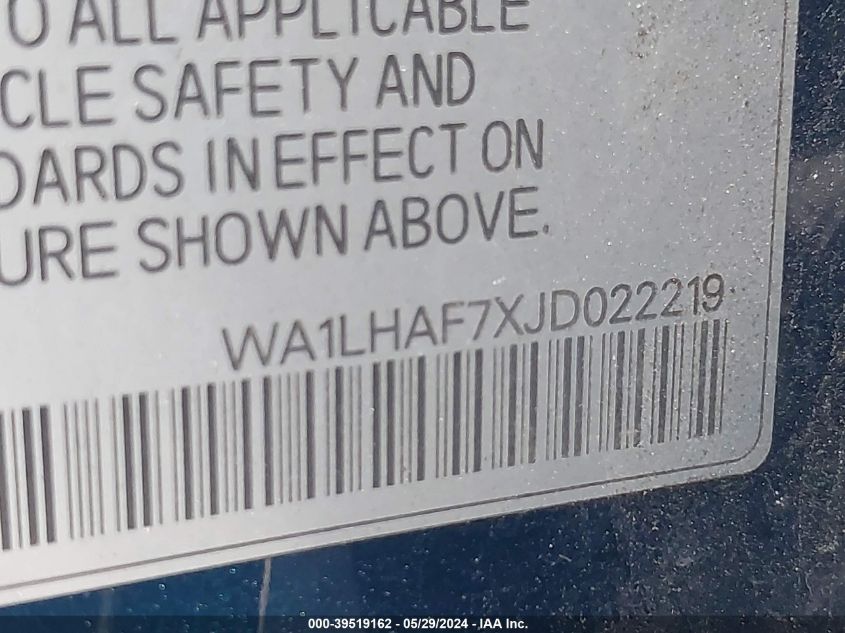 O ALL APPLICABLE
CLE SAFETY AND
DARDS IN EFFECT ON
URE SHOWN ABOVE.
WA1LHAF7XJD022219
000-39519162 - 05/29/2024 - IAA Inc.